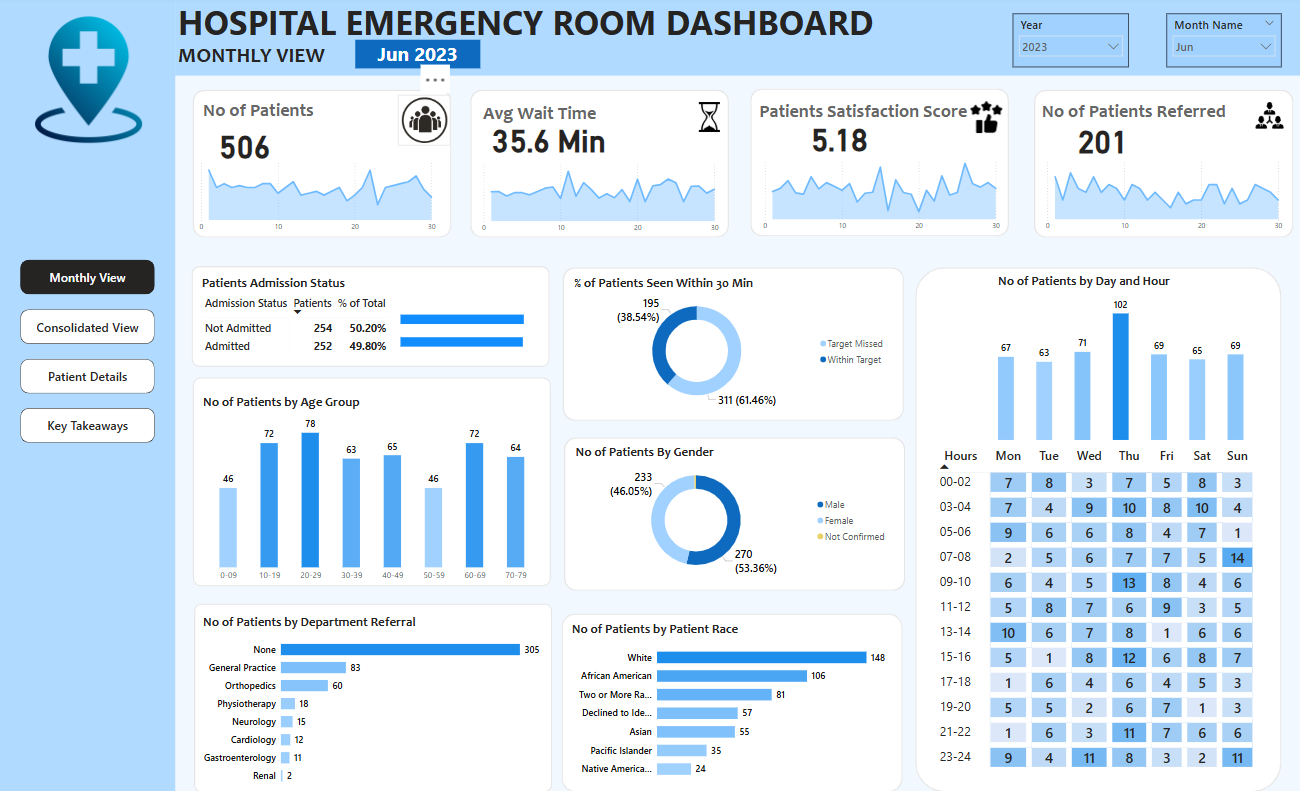 HOSPITAL EMERGENCY ROOM DASHBOARD
MONTHLY VIEW
Jun 2023
Year
2023
Month Name
Jun
Monthly View
Consolidated View
Patient Details
Key Takeaways
No of Patients
506
0 10 20 30
Avg Wait Time
35.6 Min
0 10 20 30
Patients Satisfaction Score
5.18
0 10 20 30
No of Patients Referred
201
0 10 20 30
Patients Admission Status
Admission Status Patients % of Total
Not Admitted 254 50.20%
Admitted 252 49.80%
No of Patients by Age Group
46 72 78 63 65 46 72 64
0-09 10-19 20-29 30-39 40-49 50-59 60-69 70-79
No of Patients by Department Referral
None 305
General Practice 83
Orthopedics 60
Physiotherapy 18
Neurology 15
Cardiology 12
Gastroenterology 11
Renal 2
% of Patients Seen Within 30 Min
195
(38.54%)
311 (61.46%)
Target Missed
Within Target
No of Patients By Gender
233
(46.05%)
270
(53.36%)
Male
Female
Not Confirmed
No of Patients by Patient Race
White 148
African American 106
Two or More Ra... 81
Declined to Ide... 57
Asian 55
Pacific Islander 35
Native America... 24
No of Patients by Day and Hour
67 63 71 102 69 65 69
Hours Mon Tue Wed Thu Fri Sat Sun
00-02 7 8 3 7 5 8 3
03-04 7 4 9 10 8 10 4
05-06 9 6 6 8 4 7 1
07-08 2 5 6 7 7 5 14
09-10 6 4 5 13 8 4 6
11-12 5 8 7 6 9 3 5
13-14 10 6 7 8 1 6 6
15-16 5 1 8 12 6 8 7
17-18 1 6 4 6 4 5 3
19-20 5 5 2 6 7 1 3
21-22 1 6 3 11 7 6 6
23-24 9 4 11 8 3 2 11